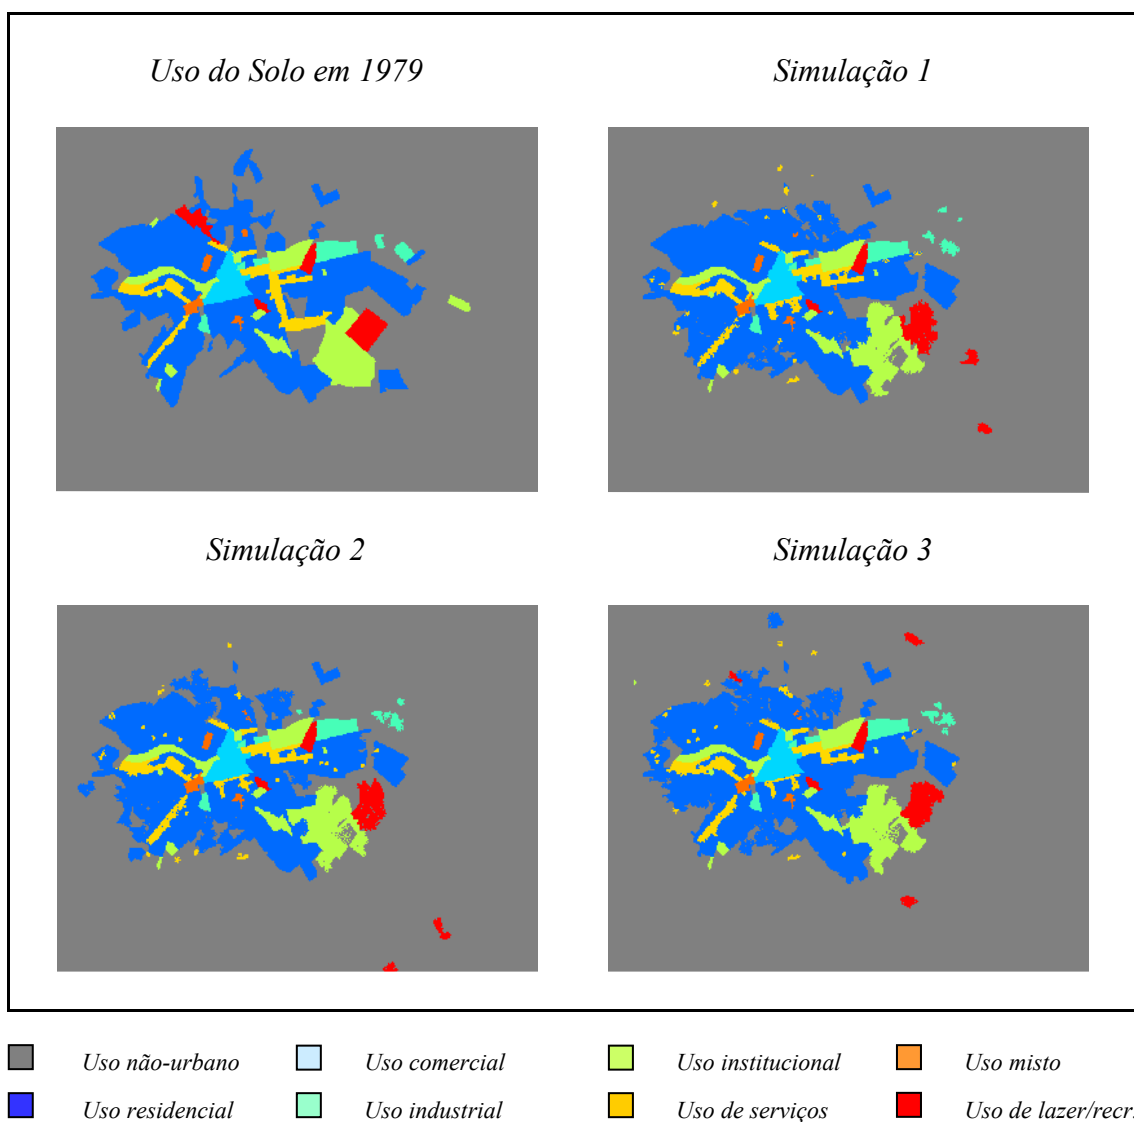 Uso do Solo em 1979
Simulação 1
Simulação 2
Simulação 3
Uso não-urbano
Uso comercial
Uso institucional
Uso misto
Uso residencial
Uso industrial
Uso de serviços
Uso de lazer/recr.